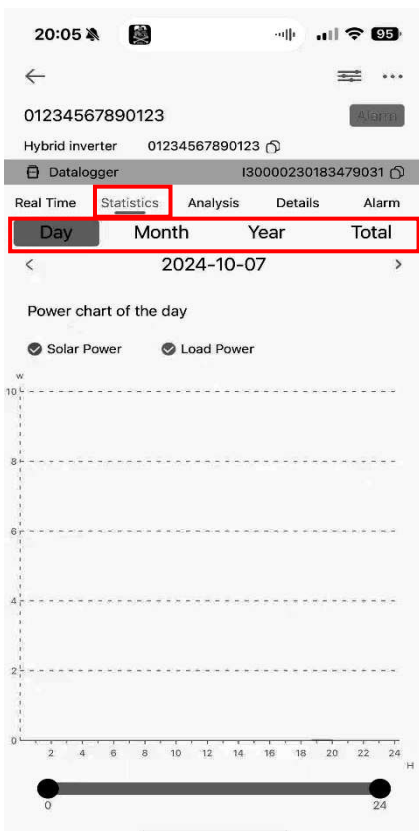 20:05 95
01234567890123 Alarm
Hybrid inverter 01234567890123
Datalogger I30000230183479031
Real Time Statistics Analysis Details Alarm
Day Month Year Total
< 2024-10-07 >
Power chart of the day
Solar Power Load Power
w
10
8
6
4
2
0
2 4 6 8 10 12 14 16 18 20 22 24
H
0 24